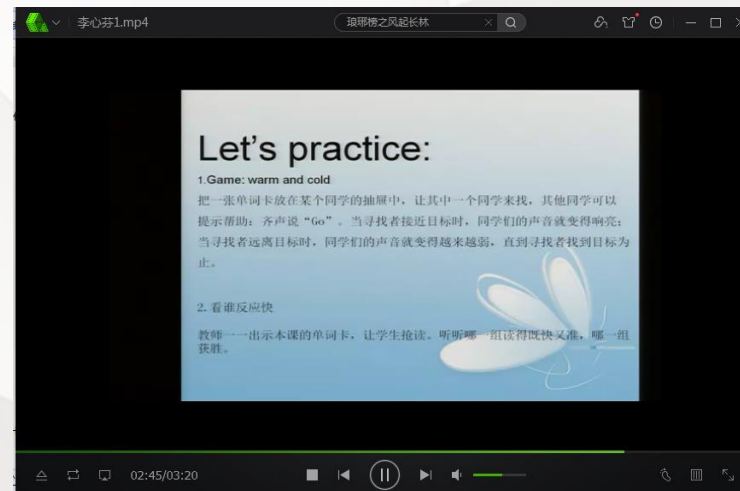 李心芬1.mp4
琅琊榜之风起长林
Let's practice:
1.Game: warm and cold
把一张单词卡放在某个同学的抽屉中，让其中一个同学来找，其他同学可以
提示帮助：齐声说“Go”。当寻找者接近目标时，同学们的声音就变得响亮；
当寻找者远离目标时，同学们的声音就变得越来越弱，直到寻找者找到目标为
止。
2. 看谁反应快
教师一一出示本课的单词卡，让学生抢读。听听哪一组读得既快又准，哪一组
获胜。
02:45/03:20